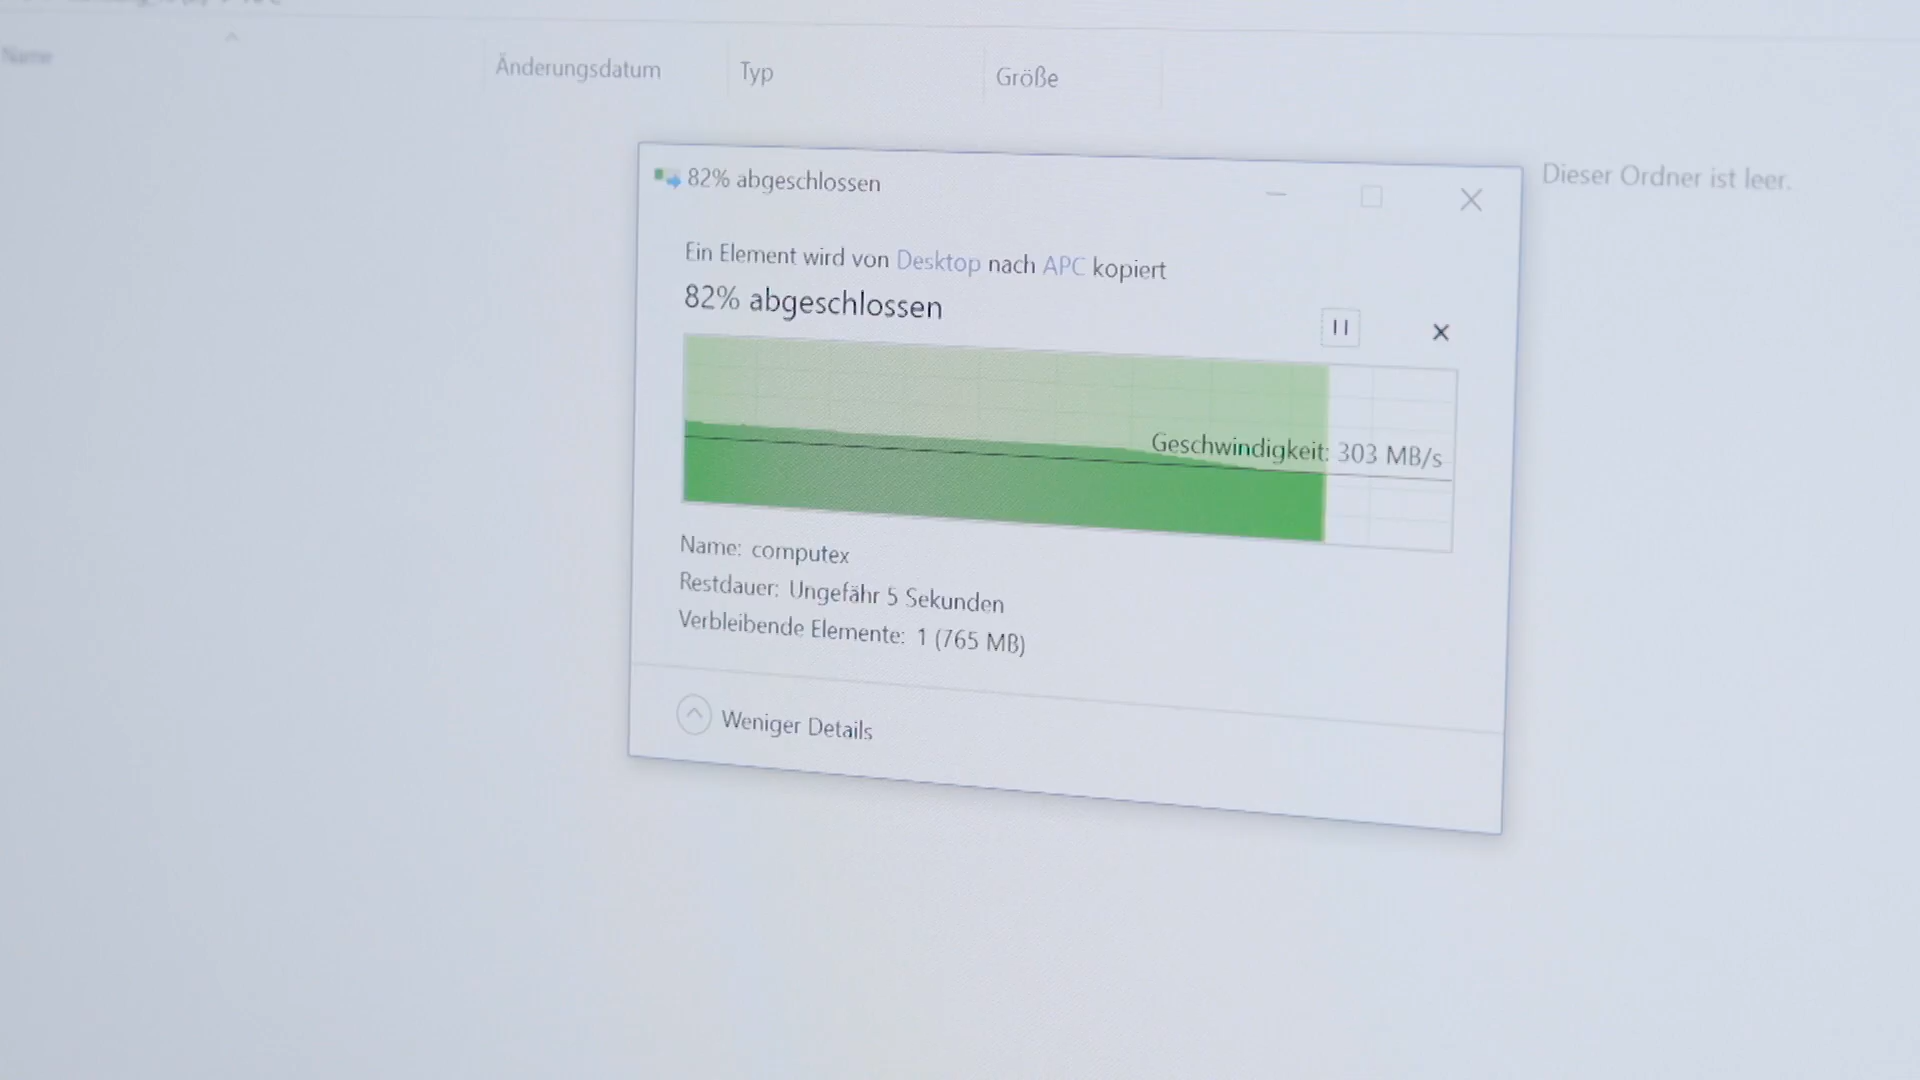 Name
Änderungsdatum
Typ
Größe
Dieser Ordner ist leer.
82% abgeschlossen
Ein Element wird von Desktop nach APC kopiert
82% abgeschlossen
Geschwindigkeit: 303 MB/s
Name: computex
Restdauer: Ungefähr 5 Sekunden
Verbleibende Elemente: 1 (765 MB)
Weniger Details